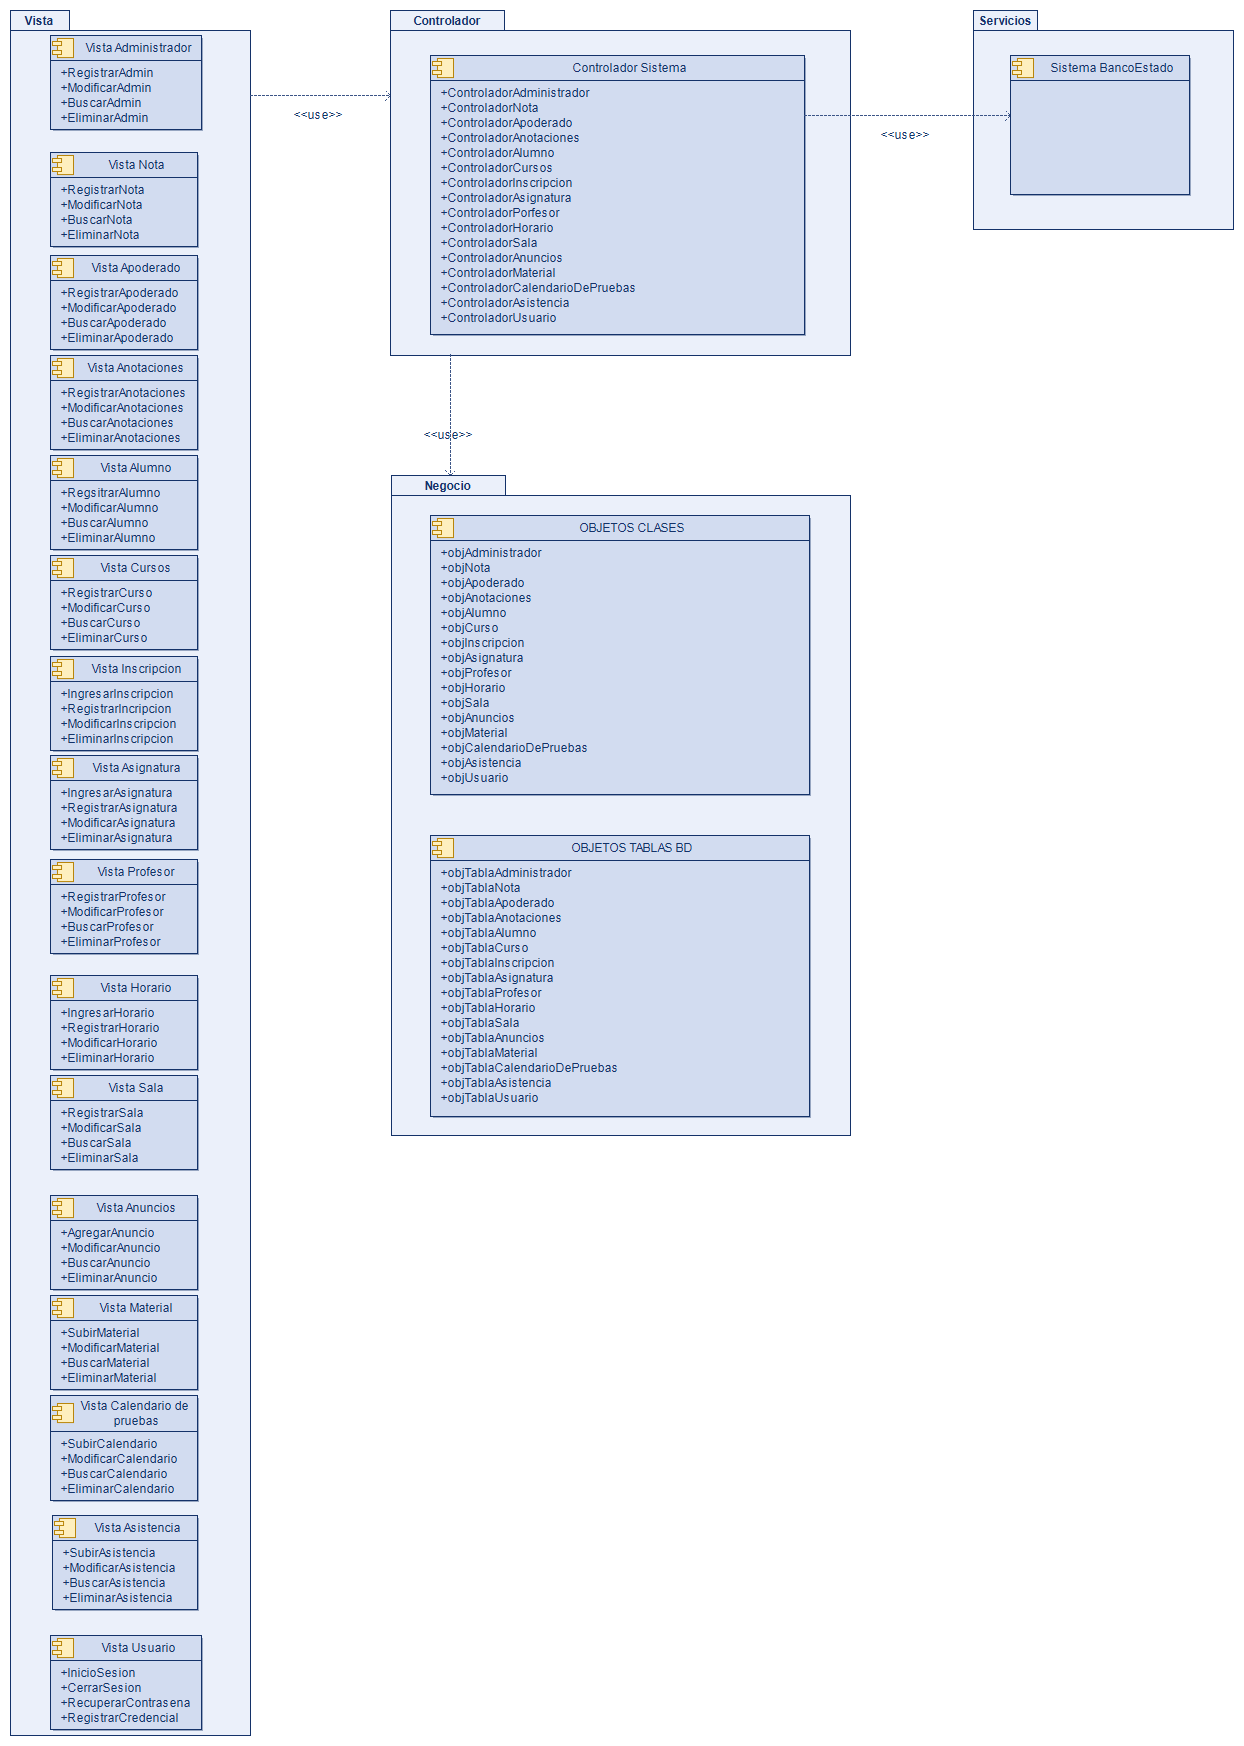 Vista
Vista Administrador
+RegistrarAdmin
+ModificarAdmin
+BuscarAdmin
+EliminarAdmin
Vista Nota
+RegistrarNota
+ModificarNota
+BuscarNota
+EliminarNota
Vista Apoderado
+RegistrarApoderado
+ModificarApoderado
+BuscarApoderado
+EliminarApoderado
Vista Anotaciones
+RegistrarAnotaciones
+ModificarAnotaciones
+BuscarAnotaciones
+EliminarAnotaciones
Vista Alumno
+RegsitrarAlumno
+ModificarAlumno
+BuscarAlumno
+EliminarAlumno
Vista Cursos
+RegistrarCurso
+ModificarCurso
+BuscarCurso
+EliminarCurso
Vista Inscripcion
+IngresarInscripcion
+RegistrarIncripcion
+ModificarInscripcion
+EliminarInscripcion
Vista Asignatura
+IngresarAsignatura
+RegistrarAsignatura
+ModificarAsignatura
+EliminarAsignatura
Vista Profesor
+RegistrarProfesor
+ModificarProfesor
+BuscarProfesor
+EliminarProfesor
Vista Horario
+IngresarHorario
+RegistrarHorario
+ModificarHorario
+EliminarHorario
Vista Sala
+RegistrarSala
+ModificarSala
+BuscarSala
+EliminarSala
Vista Anuncios
+AgregarAnuncio
+ModificarAnuncio
+BuscarAnuncio
+EliminarAnuncio
Vista Material
+SubirMaterial
+ModificarMaterial
+BuscarMaterial
+EliminarMaterial
Vista Calendario de
pruebas
+SubirCalendario
+ModificarCalendario
+BuscarCalendario
+EliminarCalendario
Vista Asistencia
+SubirAsistencia
+ModificarAsistencia
+BuscarAsistencia
+EliminarAsistencia
Vista Usuario
+InicioSesion
+CerrarSesion
+RecuperarContrasena
+RegistrarCredencial
<<use>>
Controlador
Controlador Sistema
+ControladorAdministrador
+ControladorNota
+ControladorApoderado
+ControladorAnotaciones
+ControladorAlumno
+ControladorCursos
+ControladorInscripcion
+ControladorAsignatura
+ControladorPorfesor
+ControladorHorario
+ControladorSala
+ControladorAnuncios
+ControladorMaterial
+ControladorCalendarioDePruebas
+ControladorAsistencia
+ControladorUsuario
<<use>>
Servicios
Sistema BancoEstado
<<use>>
Negocio
OBJETOS CLASES
+objAdministrador
+objNota
+objApoderado
+objAnotaciones
+objAlumno
+objCurso
+objInscripcion
+objAsignatura
+objProfesor
+objHorario
+objSala
+objAnuncios
+objMaterial
+objCalendarioDePruebas
+objAsistencia
+objUsuario
OBJETOS TABLAS BD
+objTablaAdministrador
+objTablaNota
+objTablaApoderado
+objTablaAnotaciones
+objTablaAlumno
+objTablaCurso
+objTablaInscripcion
+objTablaAsignatura
+objTablaProfesor
+objTablaHorario
+objTablaSala
+objTablaAnuncios
+objTablaMaterial
+objTablaCalendarioDePruebas
+objTablaAsistencia
+objTablaUsuario